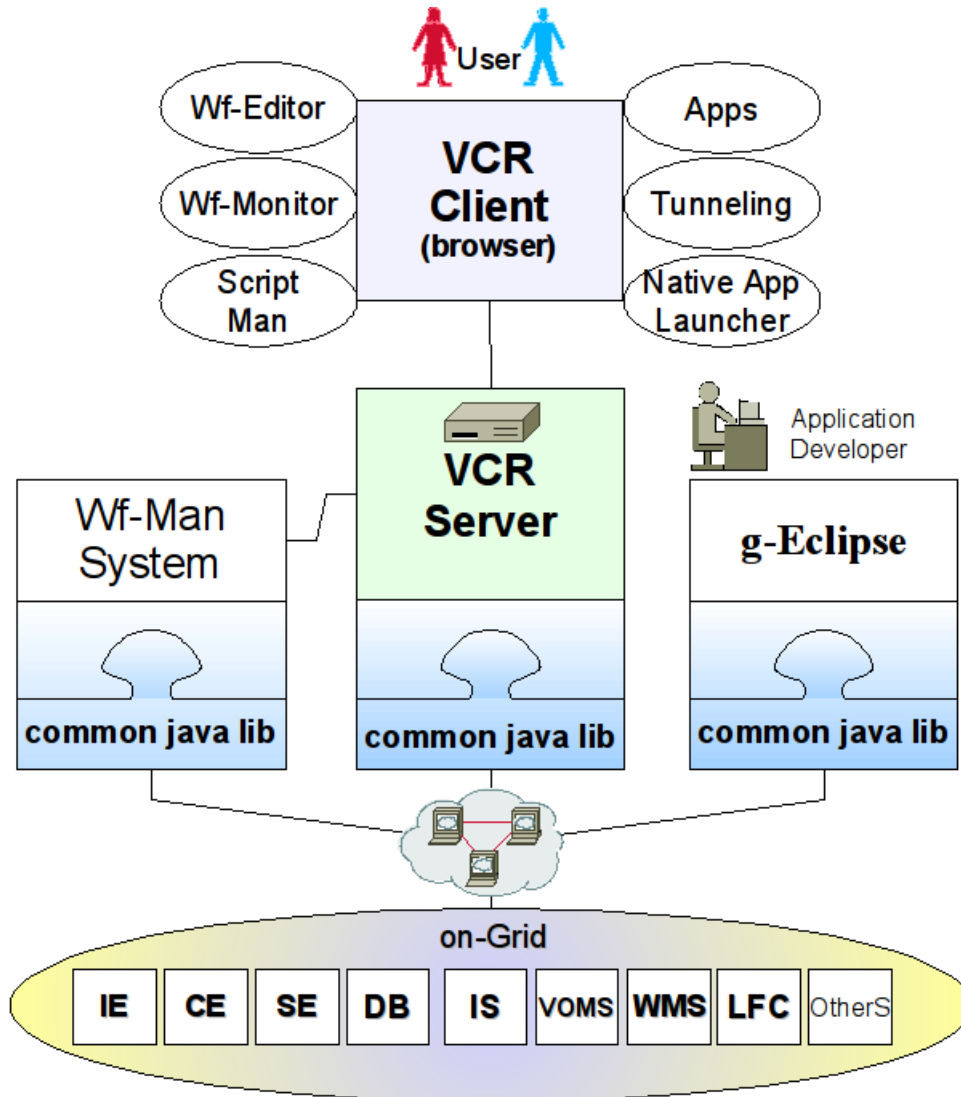 User
Wf-Editor
Apps
VCR
Client
(browser)
Wf-Monitor
Tunneling
Script
Man
Native App
Launcher
VCR
Server
Application
Developer
Wf-Man
System
g-Eclipse
common java lib
common java lib
common java lib
on-Grid
IE
CE
SE
DB
IS
VOMS
WMS
LFC
OtherS